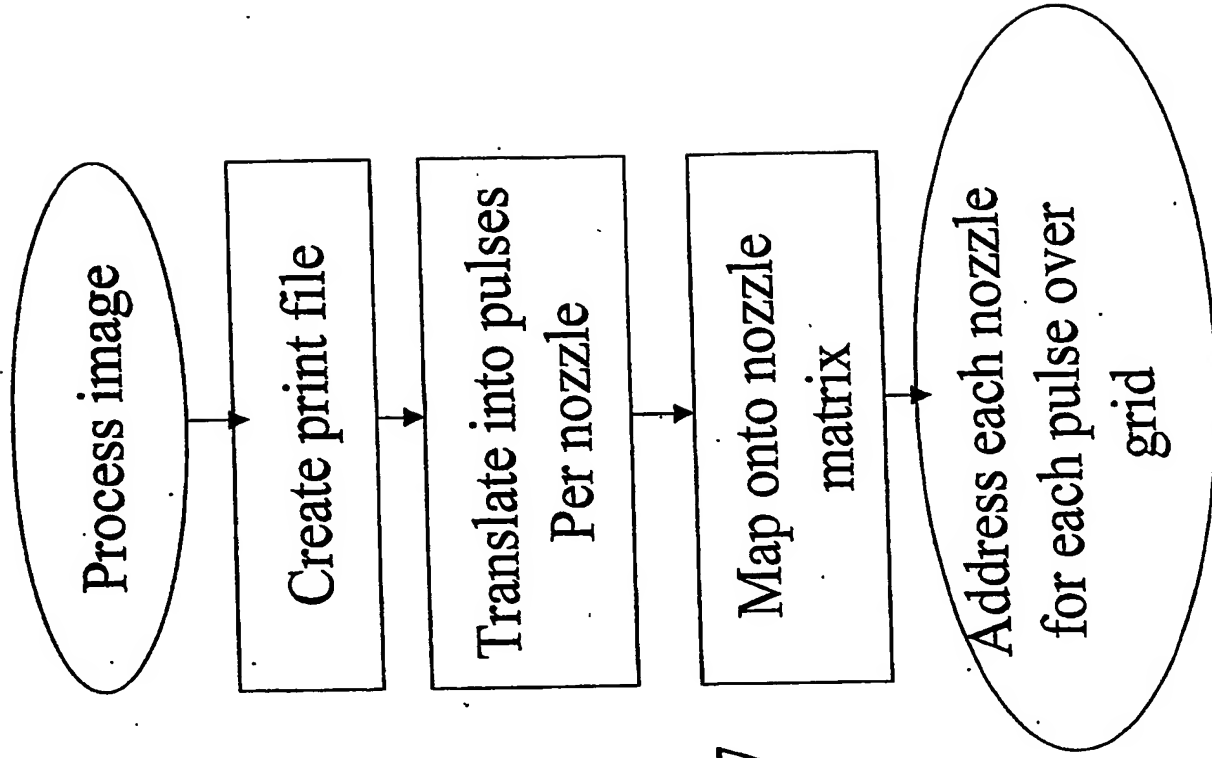 Process image
Create print file
Translate into pulses
Per nozzle
Map onto nozzle
matrix
Address each nozzle
for each pulse over
grid